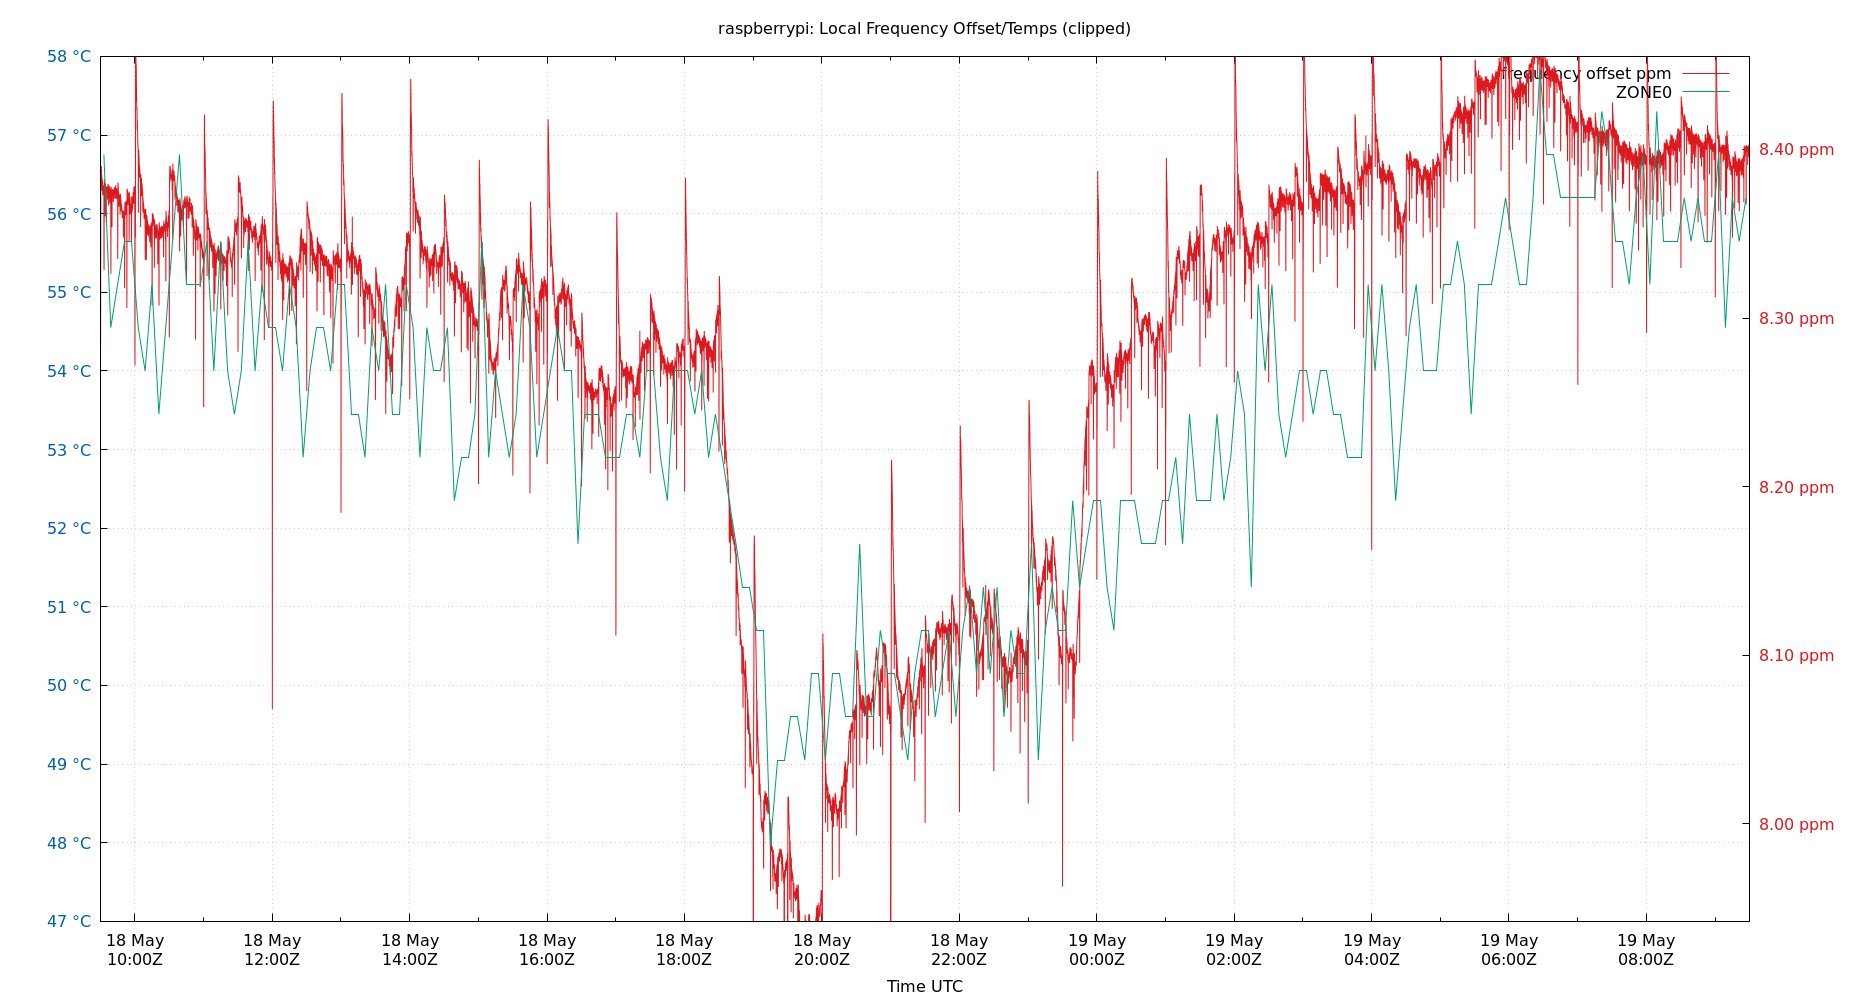 raspberrypi: Local Frequency Offset/Temps (clipped)
58 °C
57 °C
56 °C
55 °C
54 °C
53 °C
52 °C
51 °C
50 °C
49 °C
48 °C
47 °C
frequency offset ppm
ZONE0
8.40 ppm
8.30 ppm
8.20 ppm
8.10 ppm
8.00 ppm
18 May 18 May 18 May 18 May 18 May 18 May 18 May 19 May 19 May 19 May 19 May 19 May
10:00Z 12:00Z 14:00Z 16:00Z 18:00Z 20:00Z 22:00Z 00:00Z 02:00Z 04:00Z 06:00Z 08:00Z
Time UTC